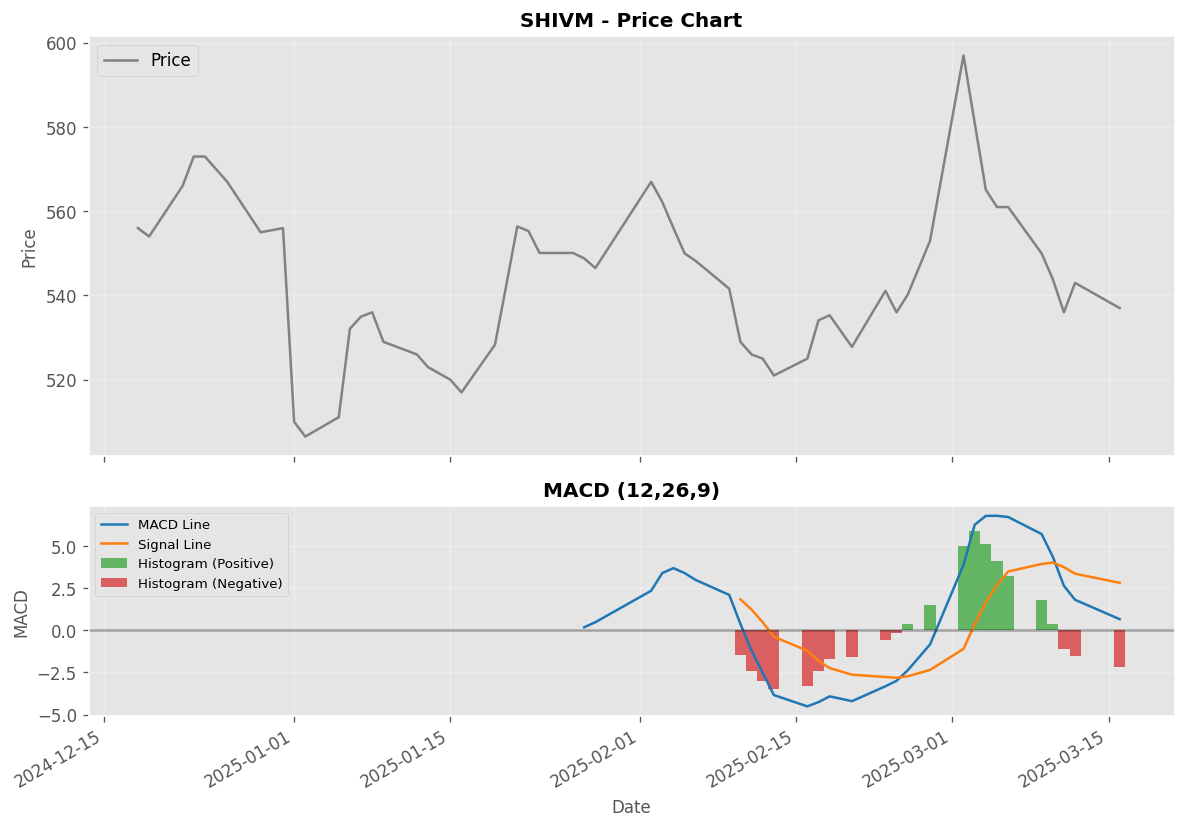 SHIVM - Price Chart
600
580
560
540
520
Price
Price
MACD (12,26,9)
MACD Line
Signal Line
Histogram (Positive)
Histogram (Negative)
5.0
2.5
0.0
−2.5
−5.0
MACD
2024-12-15
2025-01-01
2025-01-15
2025-02-01
2025-02-15
2025-03-01
2025-03-15
Date